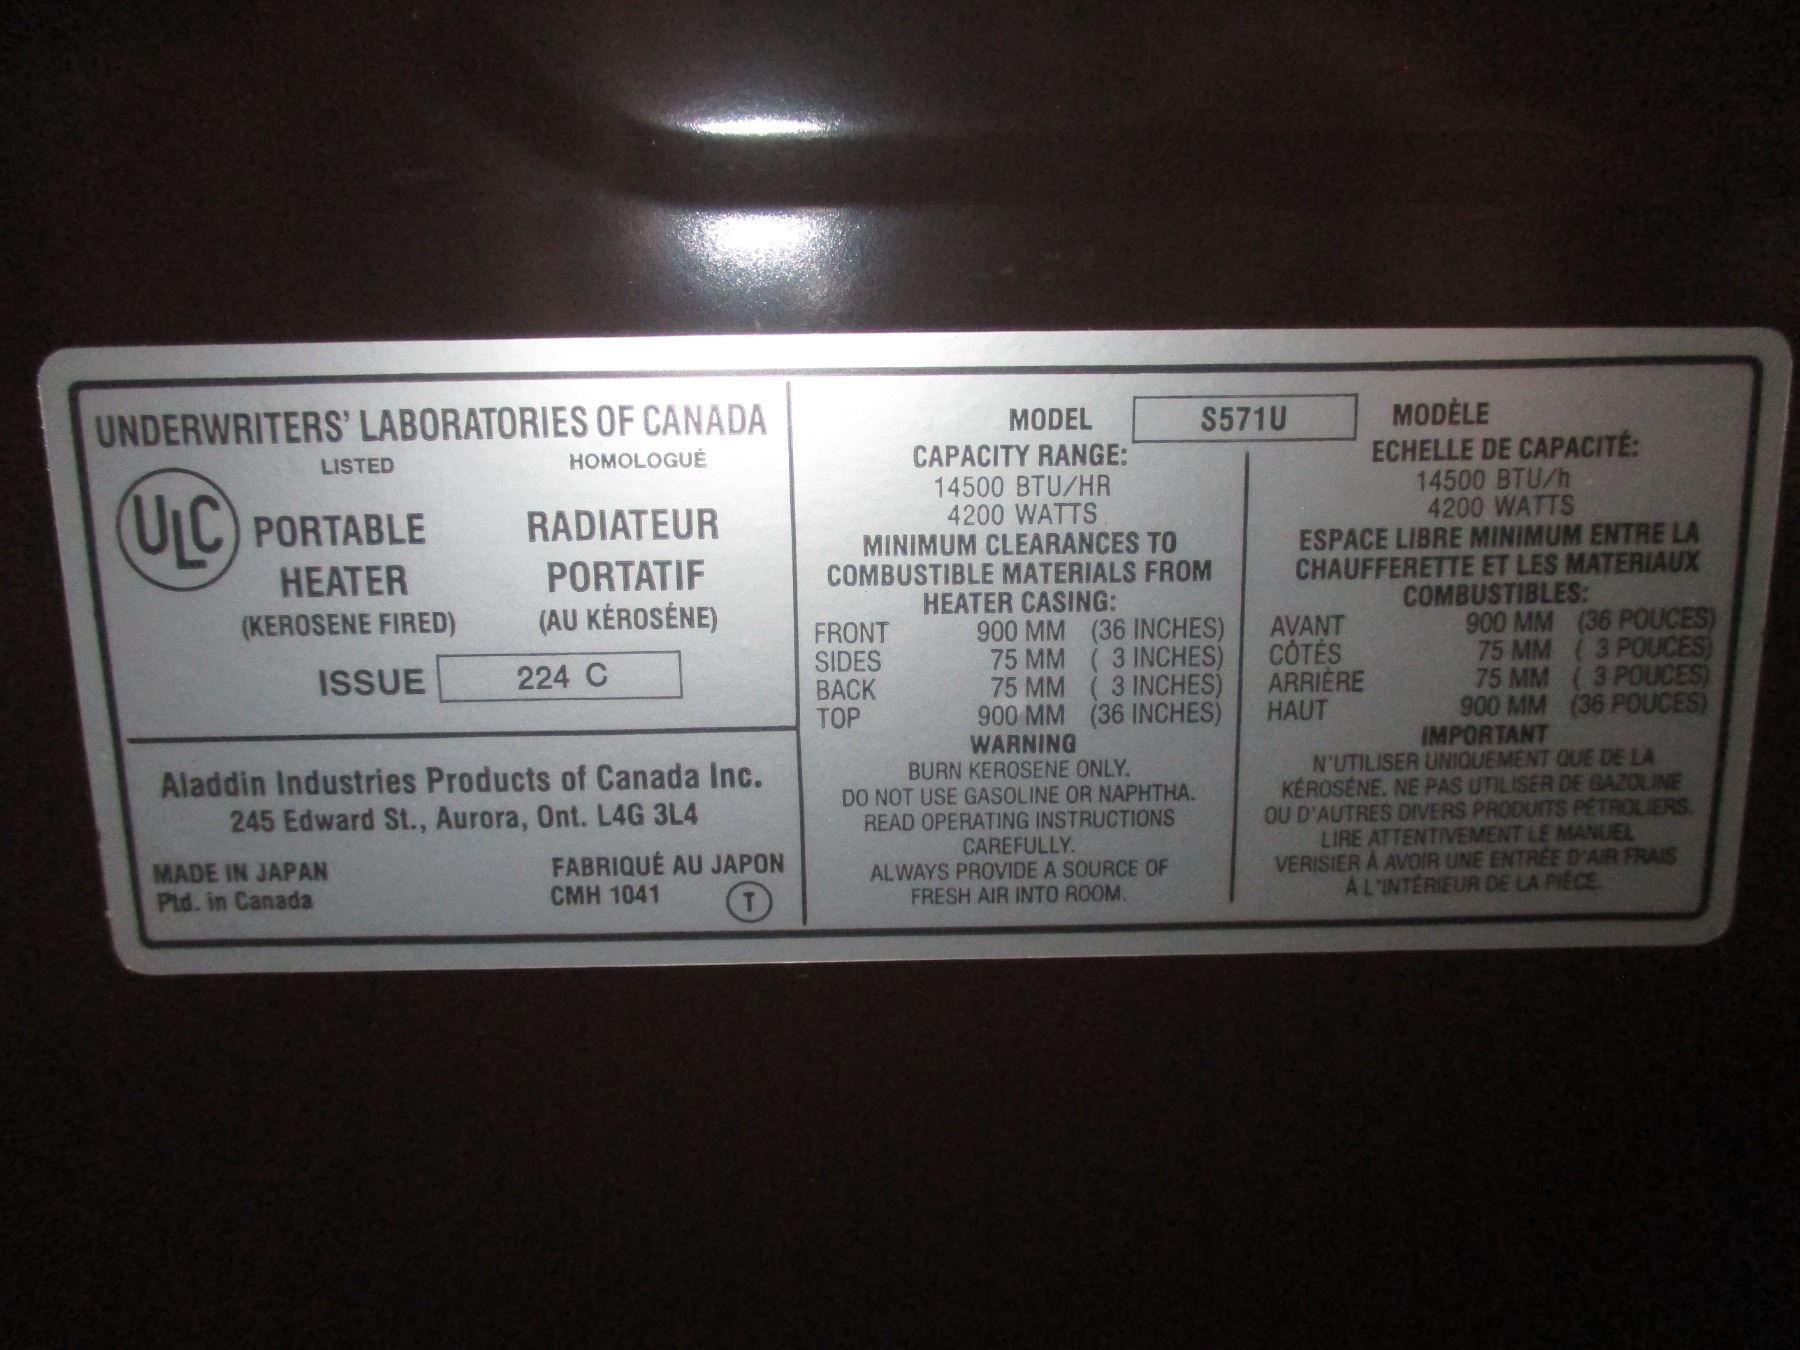 UNDERWRITERS' LABORATORIES OF CANADA
LISTED HOMOLOGUÉ
ULC
PORTABLE RADIATEUR
HEATER PORTATIF
(KEROSENE FIRED) (AU KÉROSÉNE)
ISSUE 224 C
Aladdin Industries Products of Canada Inc.
245 Edward St., Aurora, Ont. L4G 3L4
MADE IN JAPAN FABRIQUÉ AU JAPON
Ptd. in Canada CMH 1041 T
MODEL S571U MODÈLE
CAPACITY RANGE:
14500 BTU/HR
4200 WATTS
MINIMUM CLEARANCES TO
COMBUSTIBLE MATERIALS FROM
HEATER CASING:
FRONT 900 MM (36 INCHES)
SIDES 75 MM ( 3 INCHES)
BACK 75 MM ( 3 INCHES)
TOP 900 MM (36 INCHES)
WARNING
BURN KEROSENE ONLY.
DO NOT USE GASOLINE OR NAPHTHA.
READ OPERATING INSTRUCTIONS
CAREFULLY.
ALWAYS PROVIDE A SOURCE OF
FRESH AIR INTO ROOM.
ECHELLE DE CAPACITÉ:
14500 BTU/h
4200 WATTS
ESPACE LIBRE MINIMUM ENTRE LA
CHAUFFERETTE ET LES MATERIAUX
COMBUSTIBLES:
AVANT 900 MM (36 POUCES)
CÔTÉS 75 MM ( 3 POUCES)
ARRIÈRE 75 MM ( 3 POUCES)
HAUT 900 MM (36 POUCES)
IMPORTANT
N'UTILISER UNIQUEMENT QUE DE LA
KÉROSÉNE. NE PAS UTILISER DE GAZOLINE
OU D'AUTRES DIVERS PRODUITS PÉTROLIERS.
LIRE ATTENTIVEMENT LE MANUEL
VERISIER À AVOIR UNE ENTRÉE D'AIR FRAIS
À L'INTÉRIEUR DE LA PIÈCE.